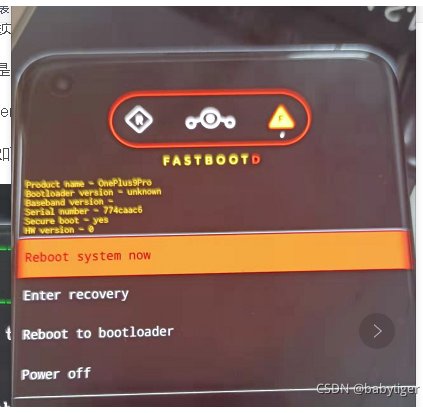 R
F
FASTBOOTD
Product name - OnePlus9Pro
Bootloader version - unknown
Baseband version -
Serial number - 774caac6
Secure boot - yes
HW version - 0
Reboot system now
Enter recovery
Reboot to bootloader
Power off
CSDN @babytiger